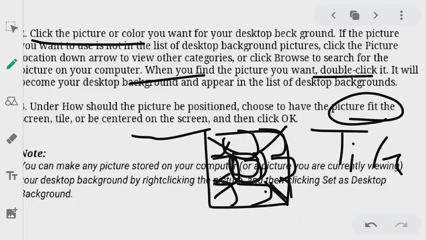 2. Click the picture or color you want for your desktop beck ground. If the
you want to use is not in the list of desktop background pictures, click the Picture
ocation down arrow to view other categories, or click Browse to search for the
picture on your computer. When you find the picture you want, double-click it. It will
become your desktop background and appear in the list of desktop backgrounds.
3. Under How should the picture be positioned, choose to have the picture fit the
screen, tile, or be centered on the screen, and then click OK.
Note:
You can make any picture stored on your computer (or a picture you are currently viewing)
your desktop background by rightclicking the picture, and then clicking Set as Desktop
Background.